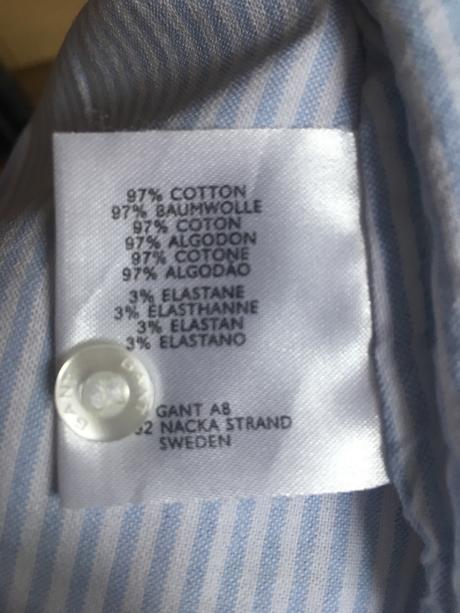 97% COTTON
97% BAUMWOLLE
97% COTON
97% ALGODON
97% COTONE
97% ALGODÃO
3% ELASTANE
3% ELASTHANNE
3% ELASTAN
3% ELASTANO
GANT AB
NACKA STRAND
SWEDEN
GANT